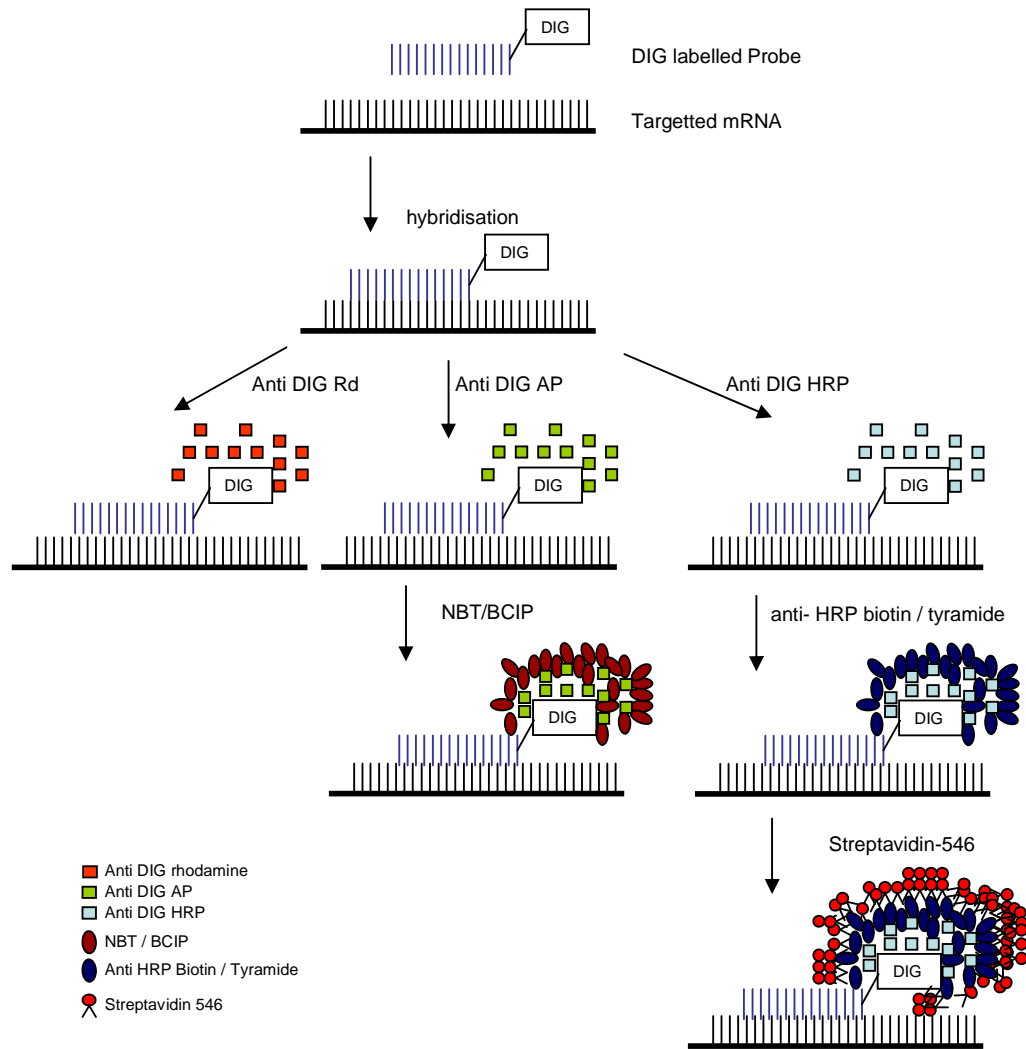 DIG
DIG labelled Probe
Targetted mRNA
hybridisation
DIG
Anti DIG Rd
Anti DIG AP
Anti DIG HRP
DIG
DIG
DIG
NBT/BCIP
anti- HRP biotin / tyramide
DIG
DIG
Streptavidin-546
Anti DIG rhodamine
Anti DIG AP
Anti DIG HRP
NBT / BCIP
Anti HRP Biotin / Tyramide
Streptavidin 546
DIG